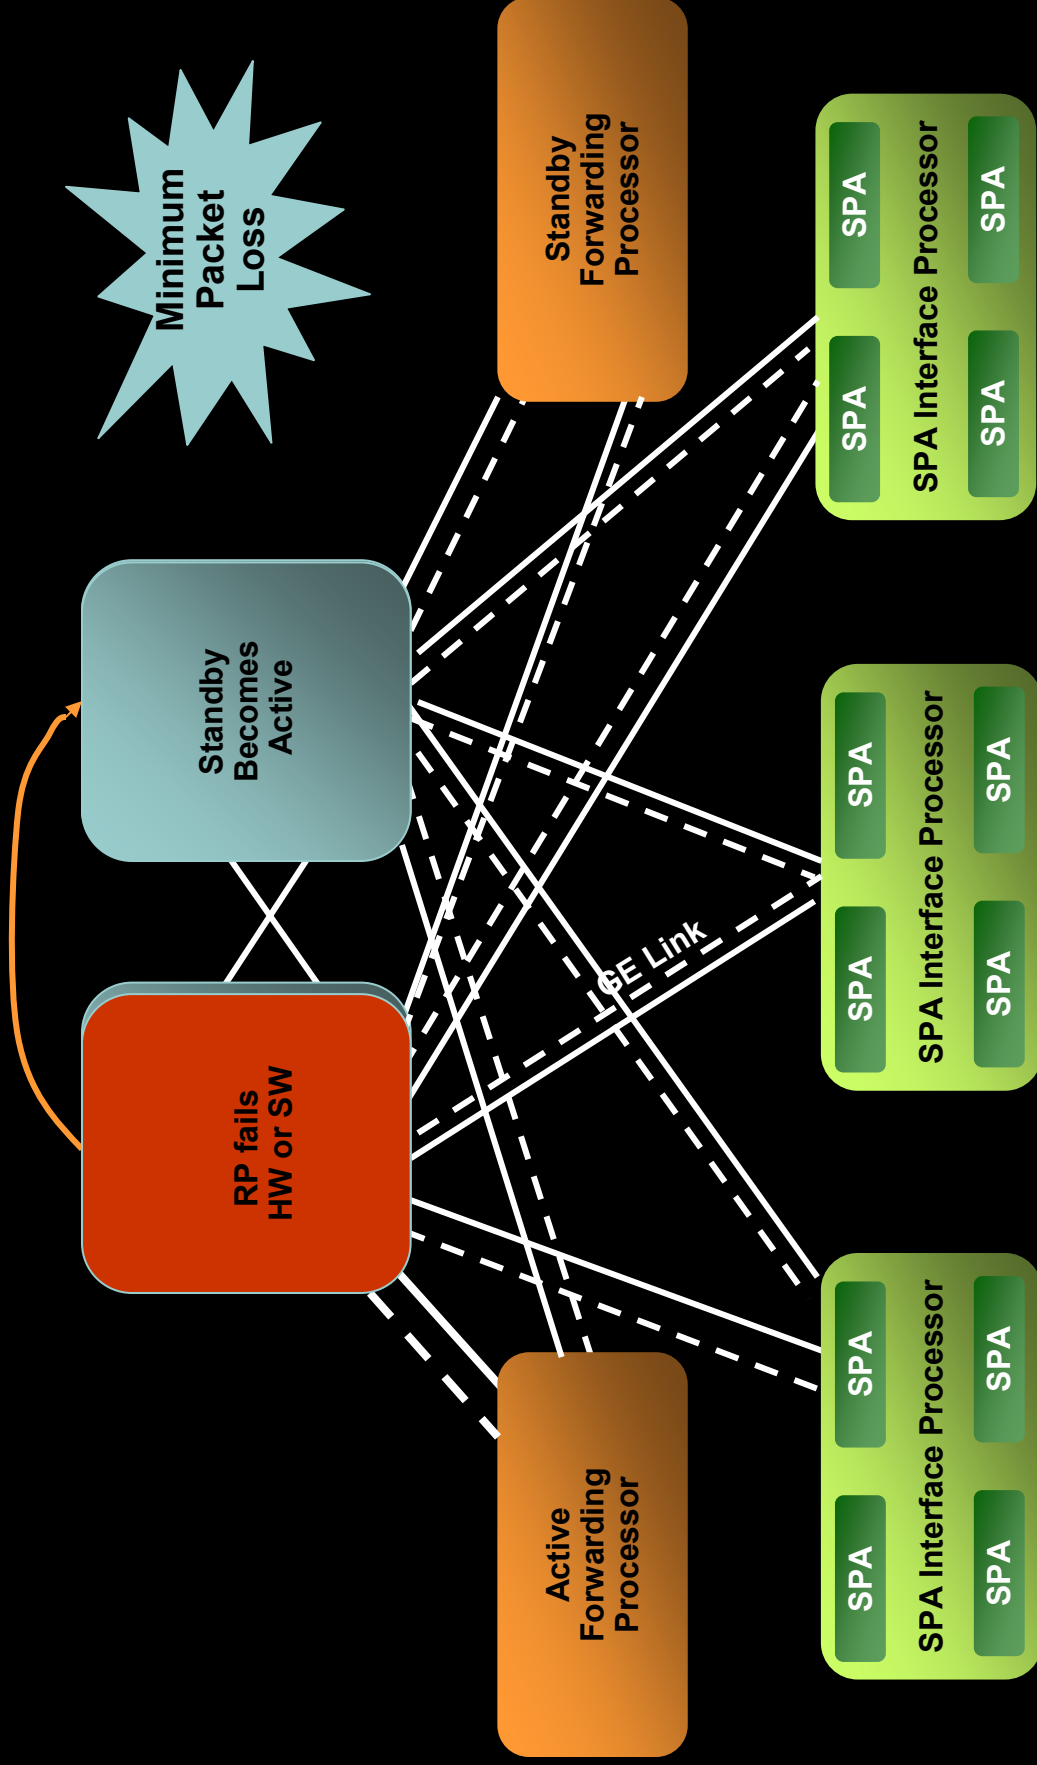 RP fails
HW or SW
Standby
Becomes
Active
Minimum
Packet
Loss
Active
Forwarding
Processor
Standby
Forwarding
Processor
GE Link
SPA
SPA
SPA Interface Processor
SPA
SPA
SPA
SPA
SPA Interface Processor
SPA
SPA
SPA
SPA
SPA Interface Processor
SPA
SPA